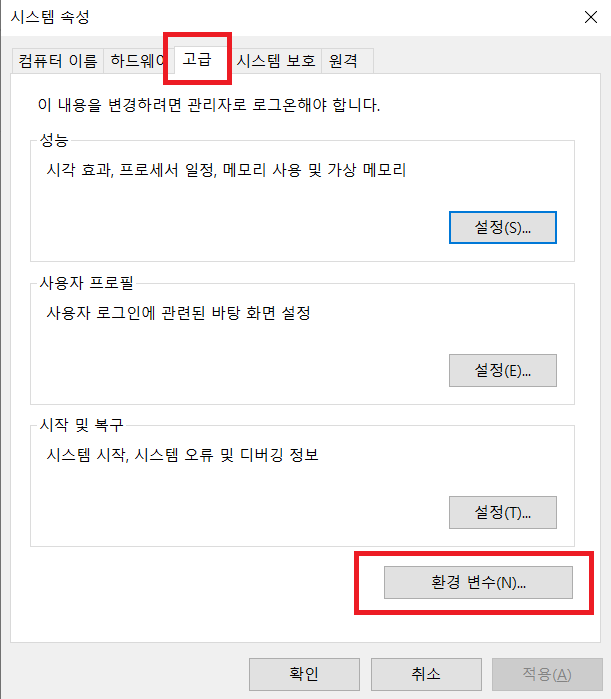 시스템 속성
컴퓨터 이름 하드웨어 고급 시스템 보호 원격
이 내용을 변경하려면 관리자로 로그온해야 합니다.
성능
시각 효과, 프로세서 일정, 메모리 사용 및 가상 메모리
설정(S)...
사용자 프로필
사용자 로그인에 관련된 바탕 화면 설정
설정(E)...
시작 및 복구
시스템 시작, 시스템 오류 및 디버깅 정보
설정(T)...
환경 변수(N)...
확인 취소 적용(A)